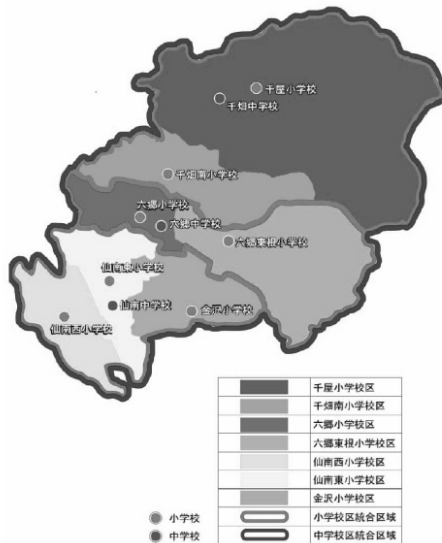 千屋小学校
千畑中学校
千畑南小学校
六郷小学校
六郷中学校
六郷東根小学校
仙南東小学校
仙南中学校
金沢小学校
仙南西小学校
千屋小学校区
千畑南小学校区
六郷小学校区
六郷東根小学校区
仙南西小学校区
仙南東小学校区
金沢小学校区
小学校 小学校区統合区域
中学校 中学校区統合区域